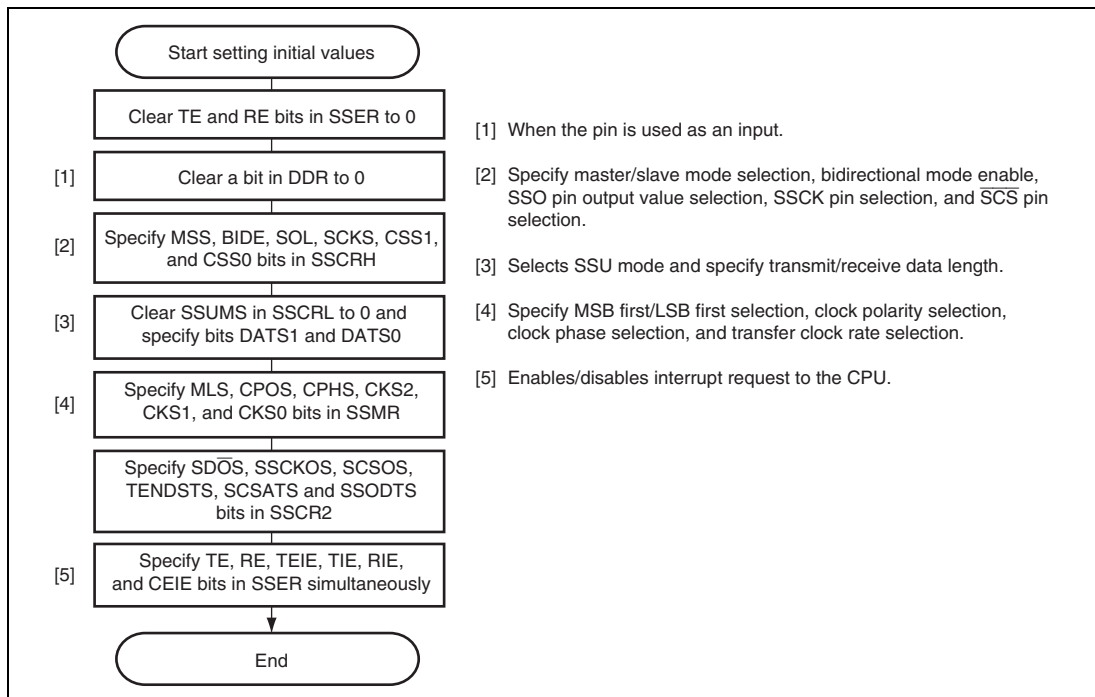 Start setting initial values
Clear TE and RE bits in SSER to 0
[1]
Clear a bit in DDR to 0
[2]
Specify MSS, BIDE, SOL, SCKS, CSS1,
and CSS0 bits in SSCRH
[3]
Clear SSUMS in SSCRL to 0 and
specify bits DATS1 and DATS0
[4]
Specify MLS, CPOS, CPHS, CKS2,
CKS1, and CKS0 bits in SSMR
Specify SDO̅S, SSCKOS, SCSOS,
TENDSTS, SCSATS and SSODTS
bits in SSCR2
[5]
Specify TE, RE, TEIE, TIE, RIE,
and CEIE bits in SSER simultaneously
End
[1] When the pin is used as an input.
[2] Specify master/slave mode selection, bidirectional mode enable,
SSO pin output value selection, SSCK pin selection, and S̅C̅S̅ pin
selection.
[3] Selects SSU mode and specify transmit/receive data length.
[4] Specify MSB first/LSB first selection, clock polarity selection,
clock phase selection, and transfer clock rate selection.
[5] Enables/disables interrupt request to the CPU.